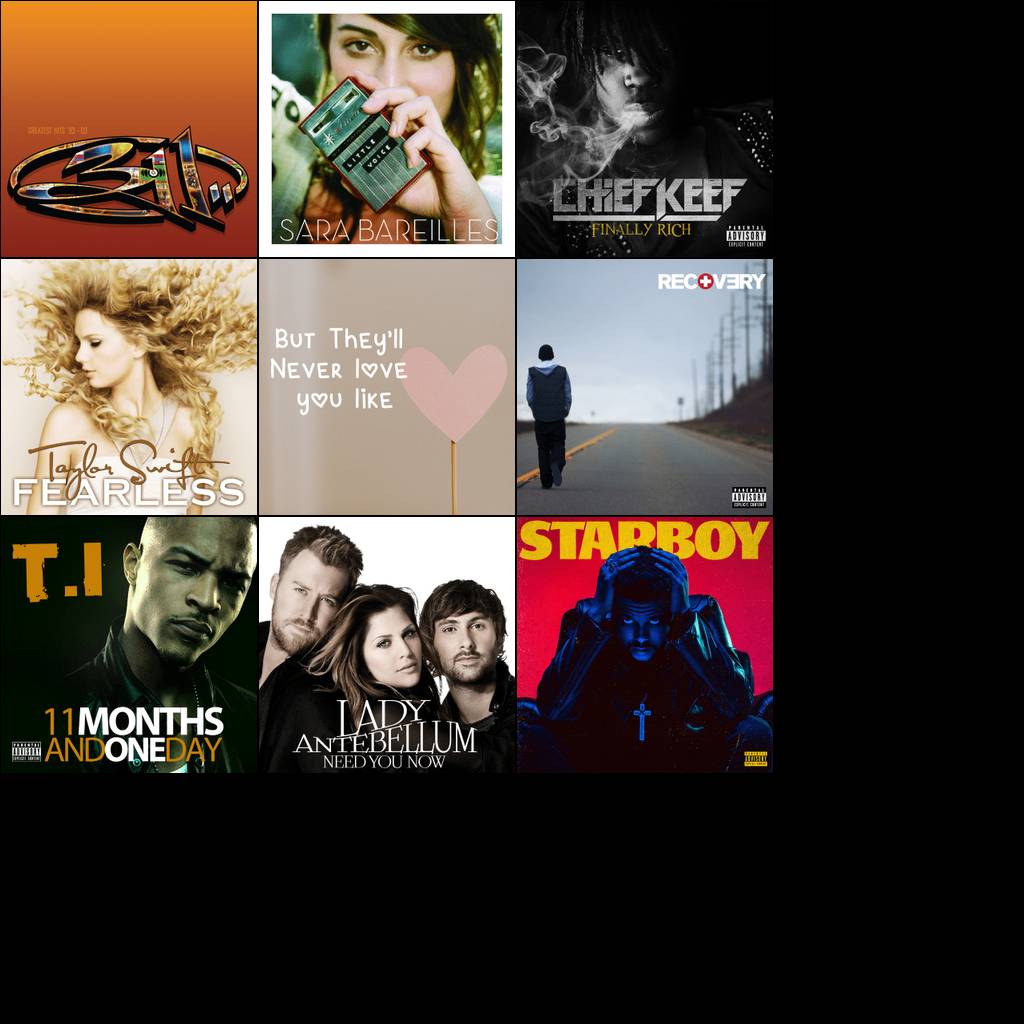 GREATEST HITS '93 - '03
311
LITTLE
VOICE
SARA BAREILLES
CHIEF KEEF
FINALLY RICH
PARENTAL
ADVISORY
EXPLICIT CONTENT
Taylor Swift
FEARLESS
But They'll
Never love
you like
RECOVERY
PARENTAL
ADVISORY
EXPLICIT CONTENT
T.I
11 MONTHS
AND ONE DAY
PARENTAL
ADVISORY
EXPLICIT CONTENT
LADY
ANTEBELLUM
NEED YOU NOW
STARBOY
PARENTAL
ADVISORY